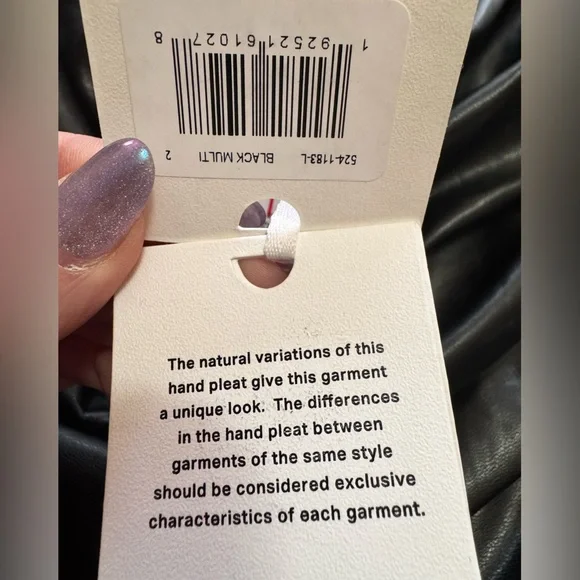 524-1183-L BLACK MULTI 2
1 92521 61027 8
The natural variations of this
hand pleat give this garment
a unique look. The differences
in the hand pleat between
garments of the same style
should be considered exclusive
characteristics of each garment.